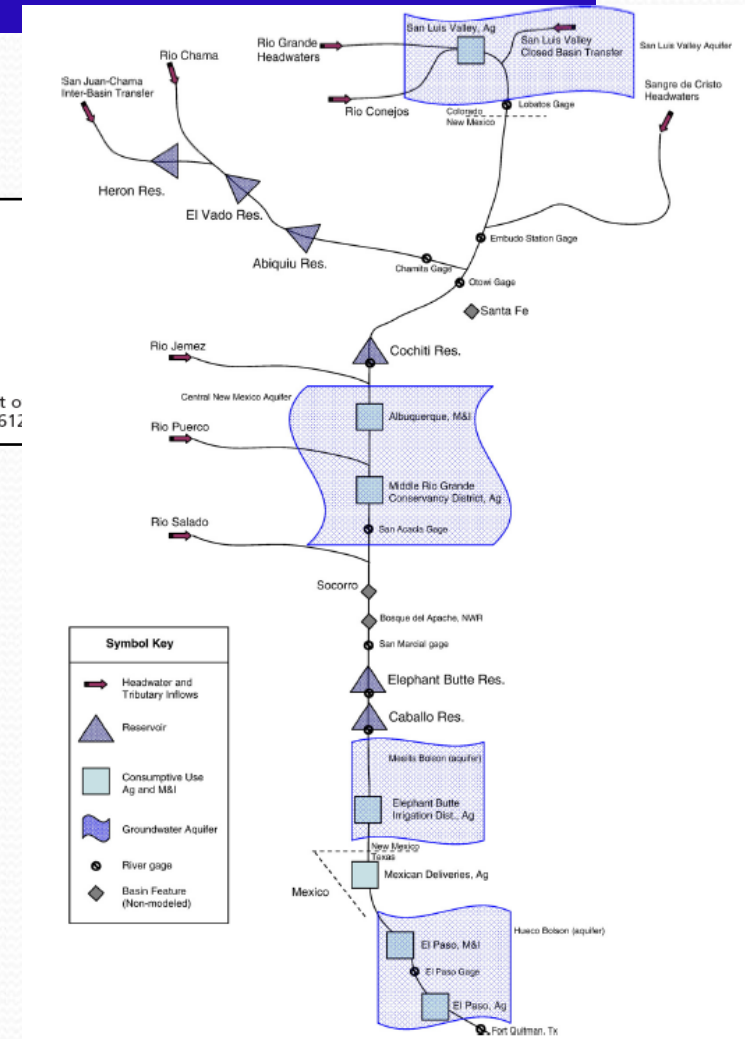 San Luis Valley, Ag
Rio Grande
Headwaters
San Luis Valley
Closed Basin Transfer
San Luis Valley Aquifer
Rio Chama
San Juan-Chama
Inter-Basin Transfer
Sangre de Cristo
Headwaters
Rio Conejos
Lobatos Gage
Colorado
New Mexico
Heron Res.
El Vado Res.
Abiquiu Res.
Embudo Station Gage
Chamita Gage
Otowi Gage
Santa Fe
Rio Jemez
Cochiti Res.
t o
612
Central New Mexico Aquifer
Albuquerque, M&I
Rio Puerco
Middle Rio Grande
Conservancy District, Ag
Rio Salado
San Acacia Gage
Socorro
Bosque del Apache, NWR
San Marcial gage
Elephant Butte Res.
Caballo Res.
Symbol Key
Headwater and
Tributary Inflows
Reservoir
Consumptive Use
Ag and M&I
Groundwater Aquifer
River gage
Basin Feature
(Non-modeled)
Mesilla Bolson (aquifer)
Elephant Butte
Irrigation Dist., Ag
New Mexico
Texas
Mexican Deliveries, Ag
Mexico
Hueco Bolson (aquifer)
El Paso, M&I
El Paso Gage
El Paso, Ag
Fort Quitman, Tx